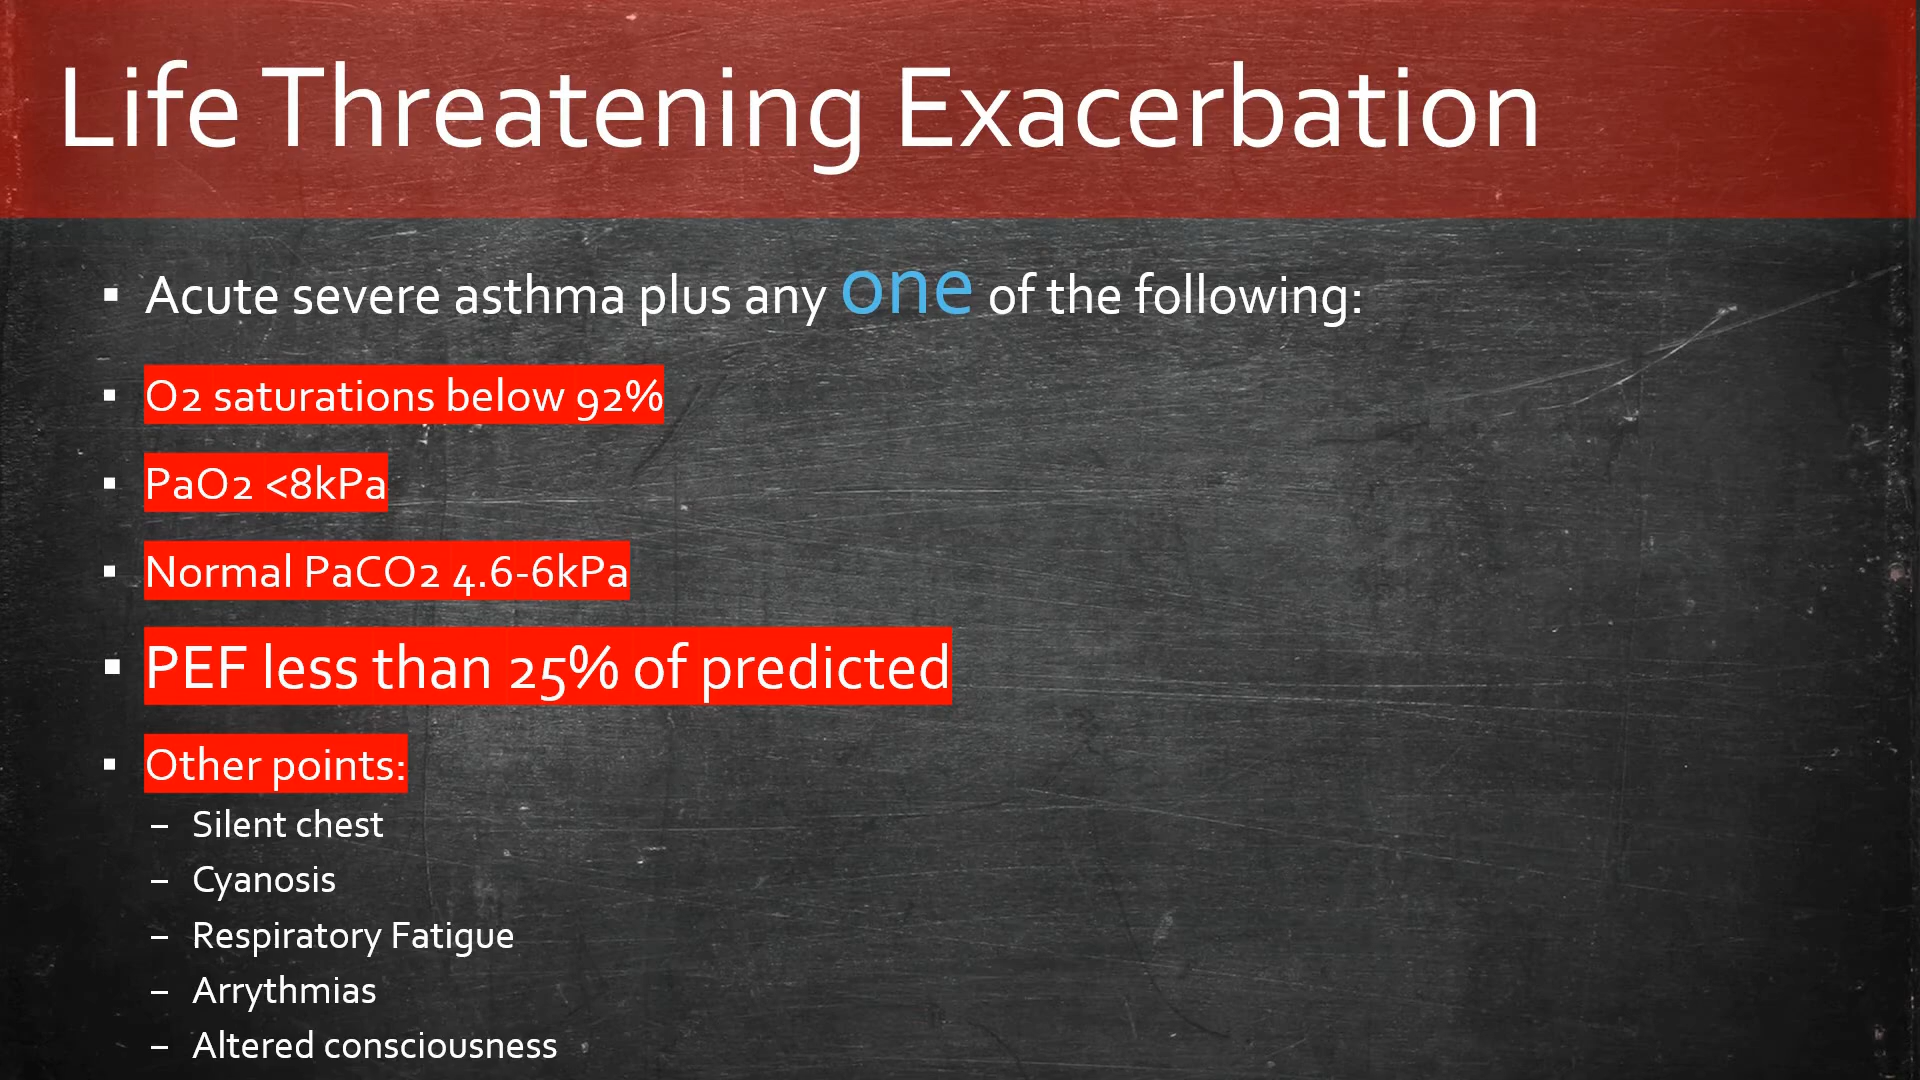 Life Threatening Exacerbation
▪ Acute severe asthma plus any one of the following:
▪ O2 saturations below 92%
▪ PaO2 <8kPa
▪ Normal PaCO2 4.6-6kPa
▪ PEF less than 25% of predicted
▪ Other points:
– Silent chest
– Cyanosis
– Respiratory Fatigue
– Arrythmias
– Altered consciousness